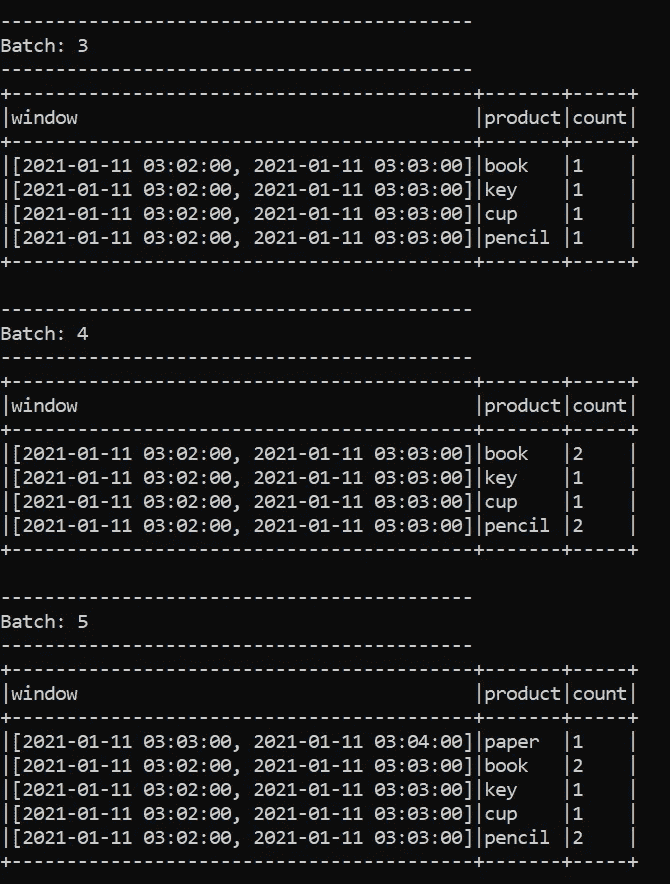 -------------------------------------------
Batch: 3
-------------------------------------------
+------------------------------------------+-------+-----+
|window                                    |product|count|
+------------------------------------------+-------+-----+
|[2021-01-11 03:02:00, 2021-01-11 03:03:00]|book   |1    |
|[2021-01-11 03:02:00, 2021-01-11 03:03:00]|key    |1    |
|[2021-01-11 03:02:00, 2021-01-11 03:03:00]|cup    |1    |
|[2021-01-11 03:02:00, 2021-01-11 03:03:00]|pencil |1    |
+------------------------------------------+-------+-----+

-------------------------------------------
Batch: 4
-------------------------------------------
+------------------------------------------+-------+-----+
|window                                    |product|count|
+------------------------------------------+-------+-----+
|[2021-01-11 03:02:00, 2021-01-11 03:03:00]|book   |2    |
|[2021-01-11 03:02:00, 2021-01-11 03:03:00]|key    |1    |
|[2021-01-11 03:02:00, 2021-01-11 03:03:00]|cup    |1    |
|[2021-01-11 03:02:00, 2021-01-11 03:03:00]|pencil |2    |
+------------------------------------------+-------+-----+

-------------------------------------------
Batch: 5
-------------------------------------------
+------------------------------------------+-------+-----+
|window                                    |product|count|
+------------------------------------------+-------+-----+
|[2021-01-11 03:03:00, 2021-01-11 03:04:00]|paper  |1    |
|[2021-01-11 03:02:00, 2021-01-11 03:03:00]|book   |2    |
|[2021-01-11 03:02:00, 2021-01-11 03:03:00]|key    |1    |
|[2021-01-11 03:02:00, 2021-01-11 03:03:00]|cup    |1    |
|[2021-01-11 03:02:00, 2021-01-11 03:03:00]|pencil |2    |
+------------------------------------------+-------+-----+